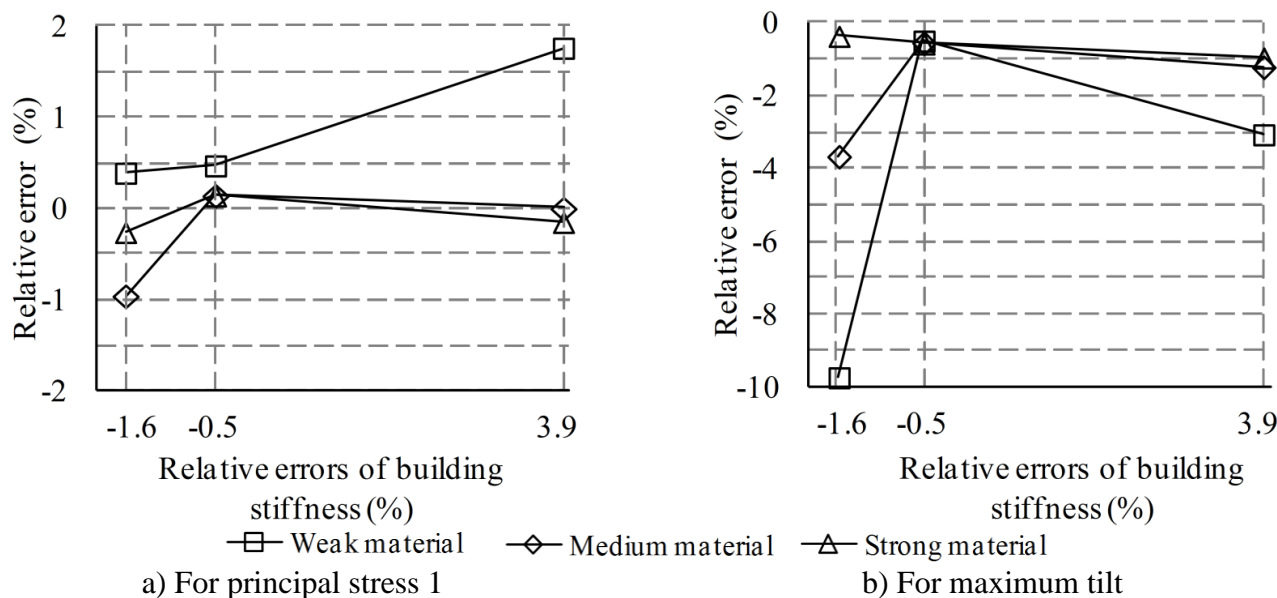 2
1
0
-1
-2
Relative error (%)
-1.6 -0.5 3.9
Relative errors of building
stiffness (%)
0
-2
-4
-6
-8
-10
Relative error (%)
-1.6 -0.5 3.9
Relative errors of building
stiffness (%)
Weak material Medium material Strong material
a) For principal stress 1 b) For maximum tilt